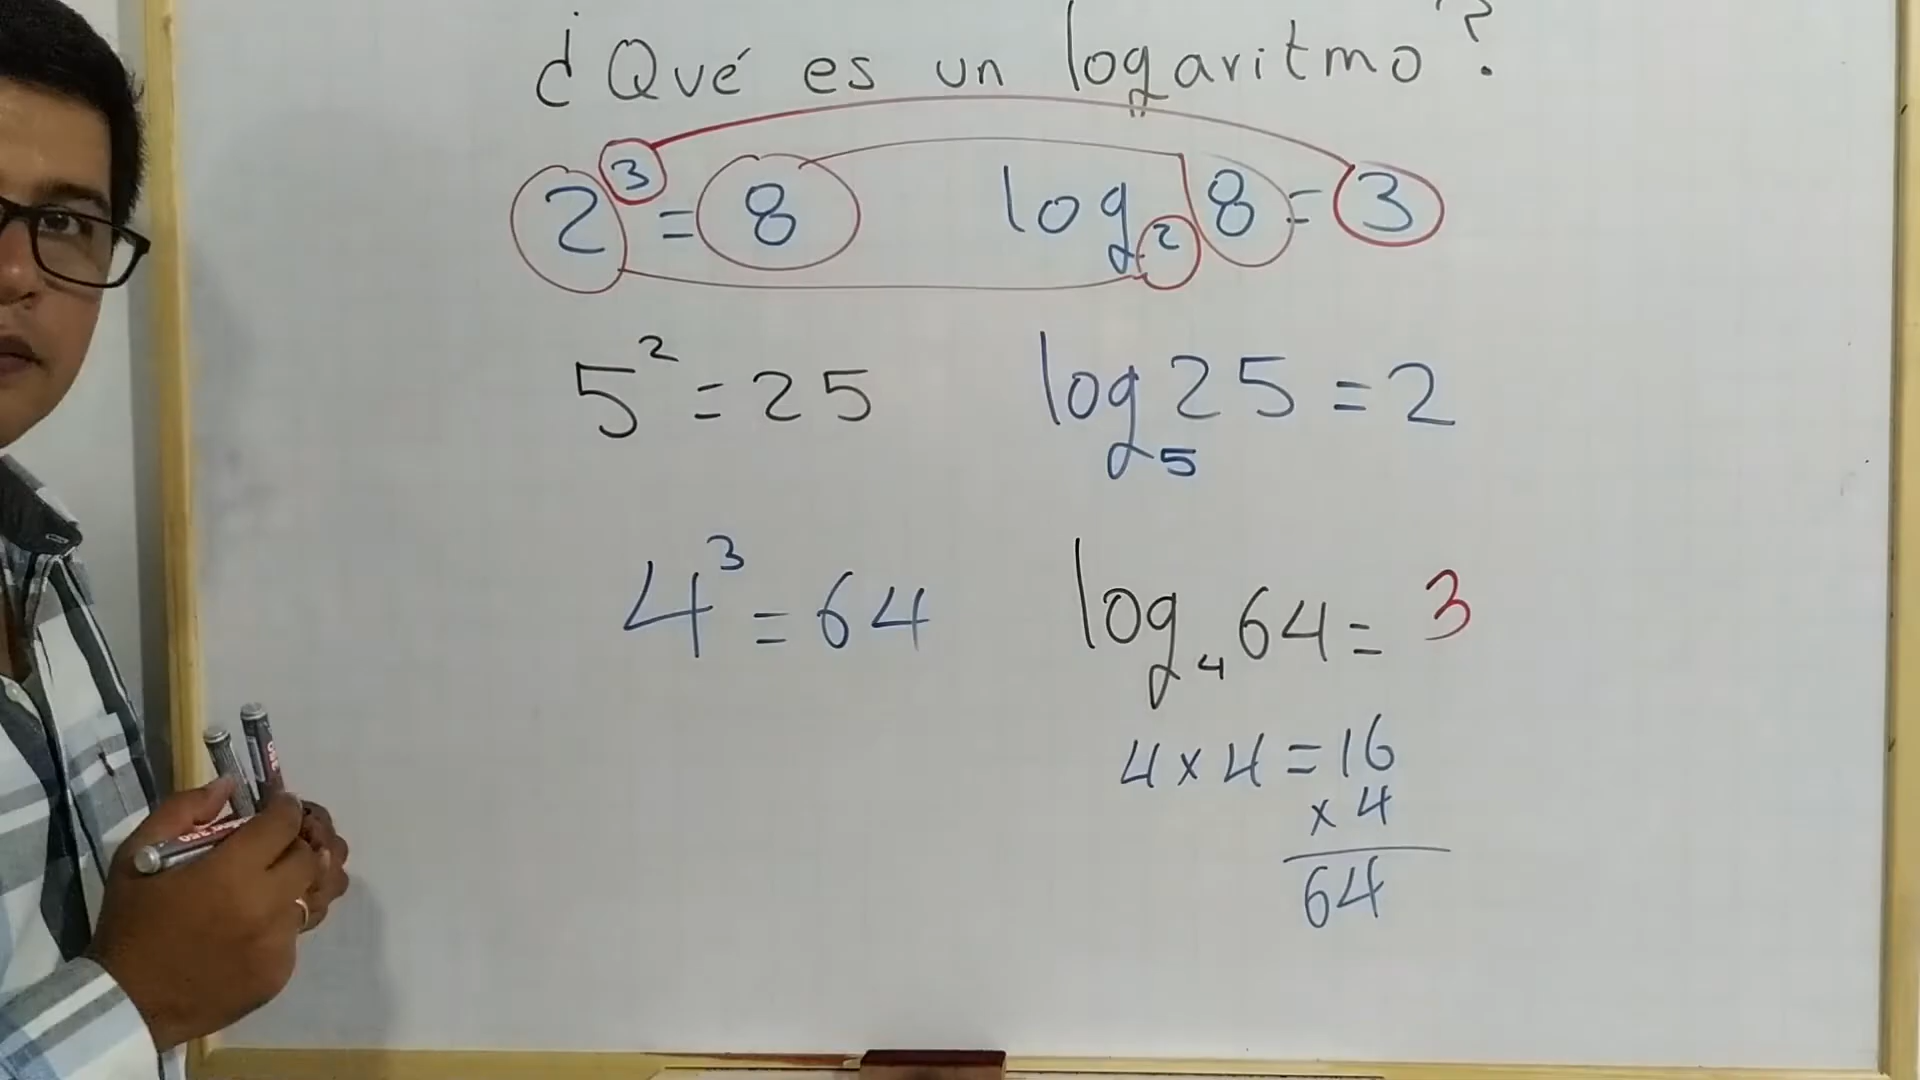 ¿Qué es un logaritmo?
2³ = 8 log₂ 8 = 3
5² = 25 log₅ 25 = 2
4³ = 64 log₄ 64 = 3
4 x 4 = 16
x 4
64